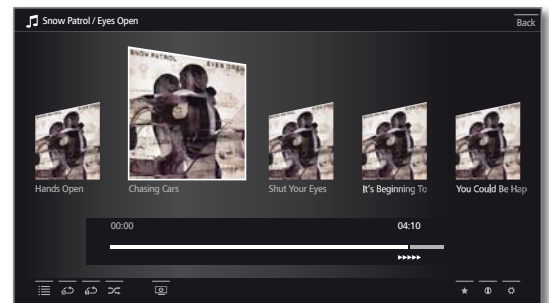 Snow Patrol / Eyes Open
Back
SNOW PATROL EYES OPEN
Hands Open
Chasing Cars
Shut Your Eyes
It's Beginning To
You Could Be Hap
00:00 04:10